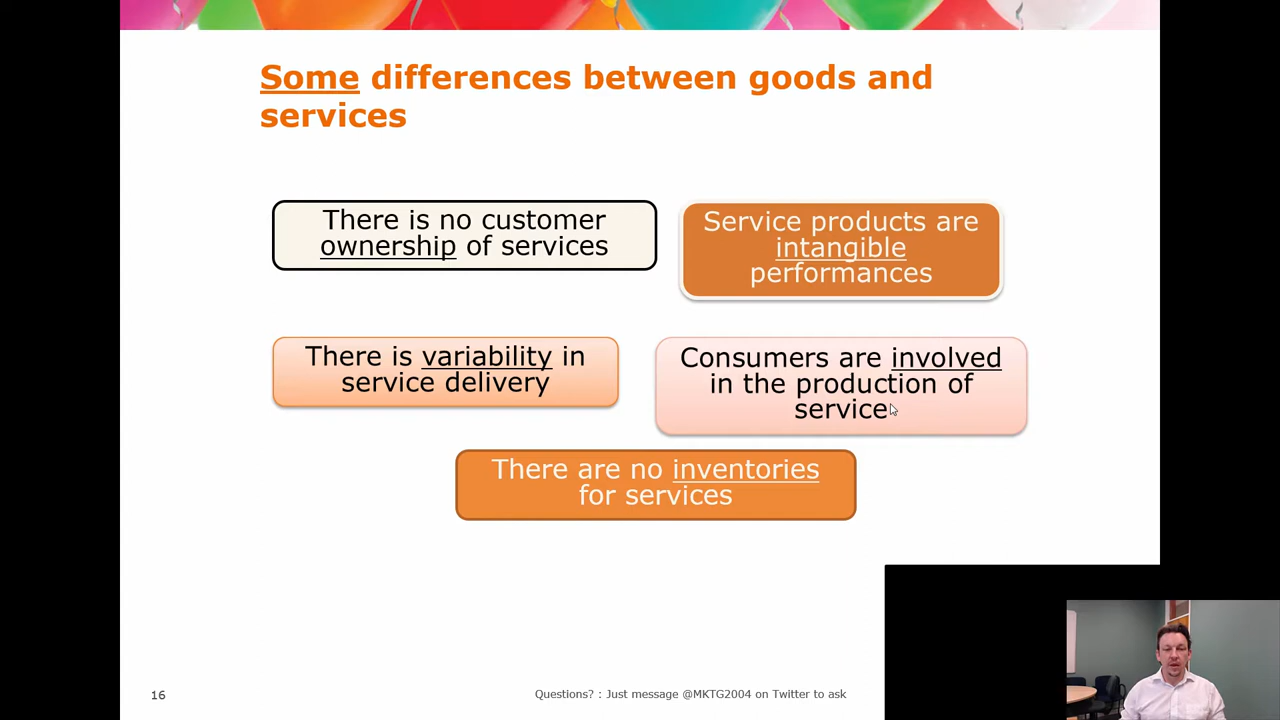 Some differences between goods and
services
There is no customer
ownership of services
Service products are
intangible
performances
There is variability in
service delivery
Consumers are involved
in the production of
service
There are no inventories
for services
16
Questions? : Just message @MKTG2004 on Twitter to ask